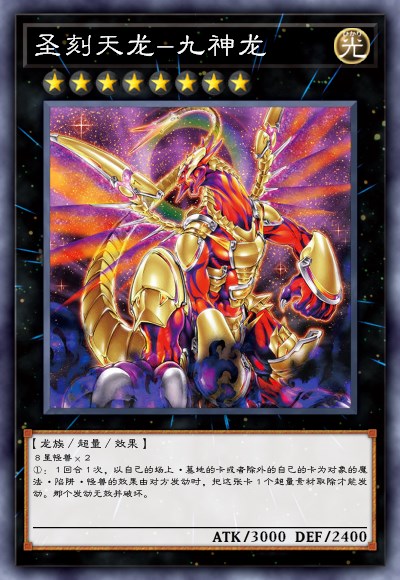 圣刻天龙-九神龙
光
【龙族／超量／效果】
8星怪兽×2
①：1回合1次，以自己的场上·墓地的卡或者除外的自己的卡为对象的魔
法·陷阱·怪兽的效果由对方发动时，把这张卡1个超量素材取除才能发
动。那个发动无效并破坏。
ATK/3000 DEF/2400